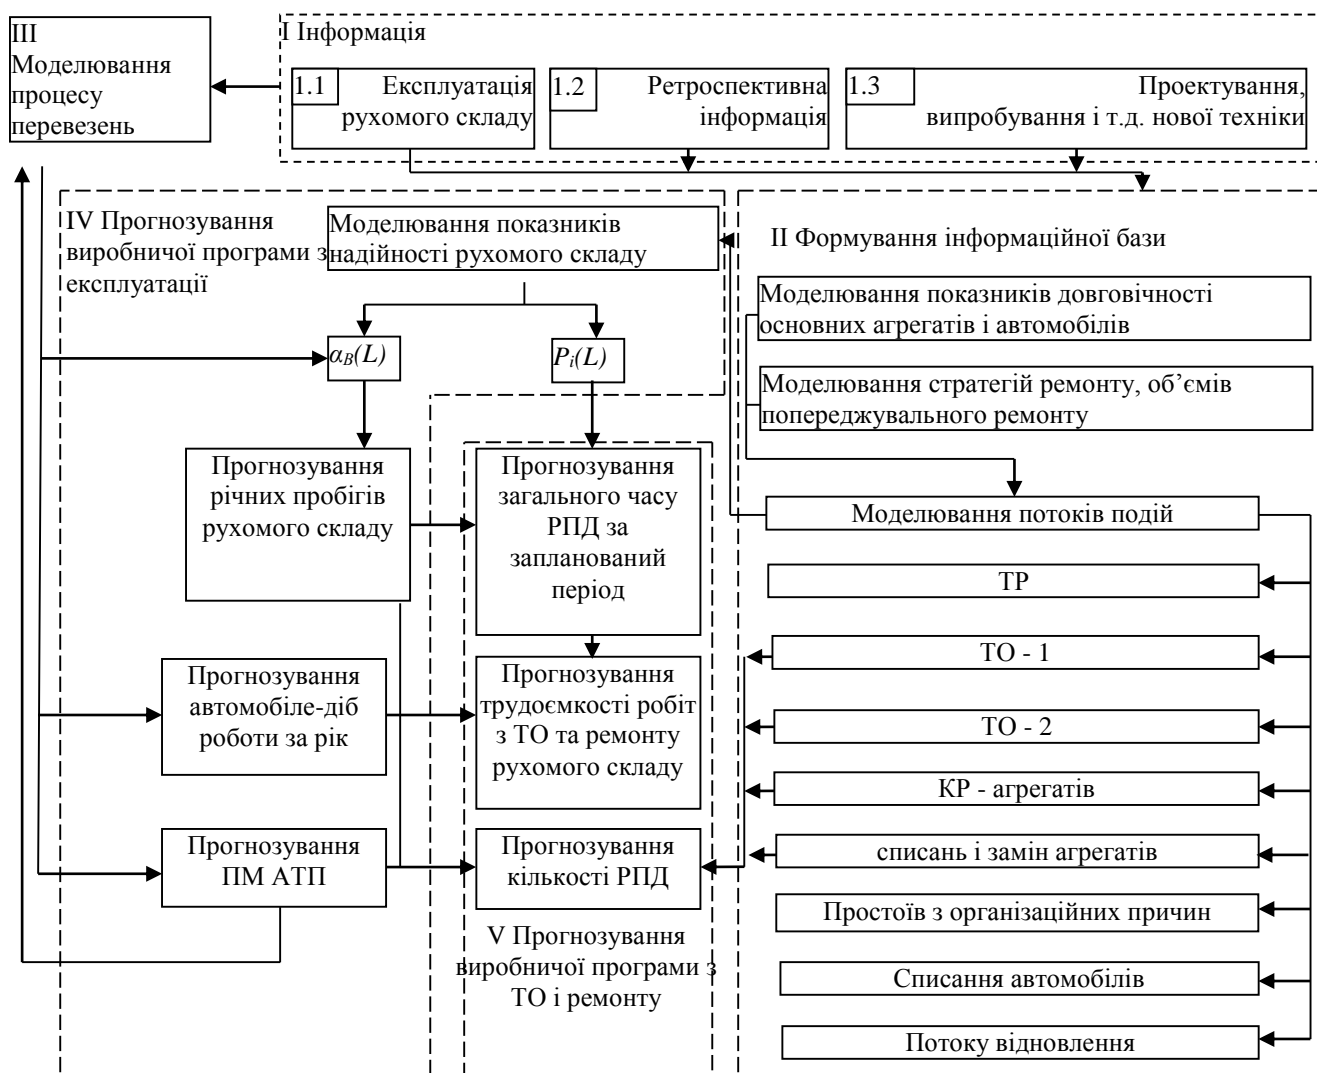 III
Моделювання
процесу
перевезень
I Інформація
1.1 Експлуатація
рухомого складу
1.2 Ретроспективна
інформація
1.3 Проектування,
випробування і т.д. нової техніки
IV Прогнозування
виробничої програми з
експлуатації
Моделювання показників
надійності рухомого складу
αB(L)
Pi(L)
II Формування інформаційної бази
Моделювання показників довговічності
основних агрегатів і автомобілів
Моделювання стратегій ремонту, об’ємів
попереджувального ремонту
Моделювання потоків подій
ТР
ТО - 1
ТО - 2
КР - агрегатів
списань і замін агрегатів
Простоїв з організаційних причин
Списання автомобілів
Потоку відновлення
Прогнозування
річних пробігів
рухомого складу
Прогнозування
загального часу
РПД за
запланований
період
Прогнозування
автомобіле-діб
роботи за рік
Прогнозування
трудоємкості робіт
з ТО та ремонту
рухомого складу
Прогнозування
ПМ АТП
Прогнозування
кількості РПД
V Прогнозування
виробничої програми з
ТО і ремонту